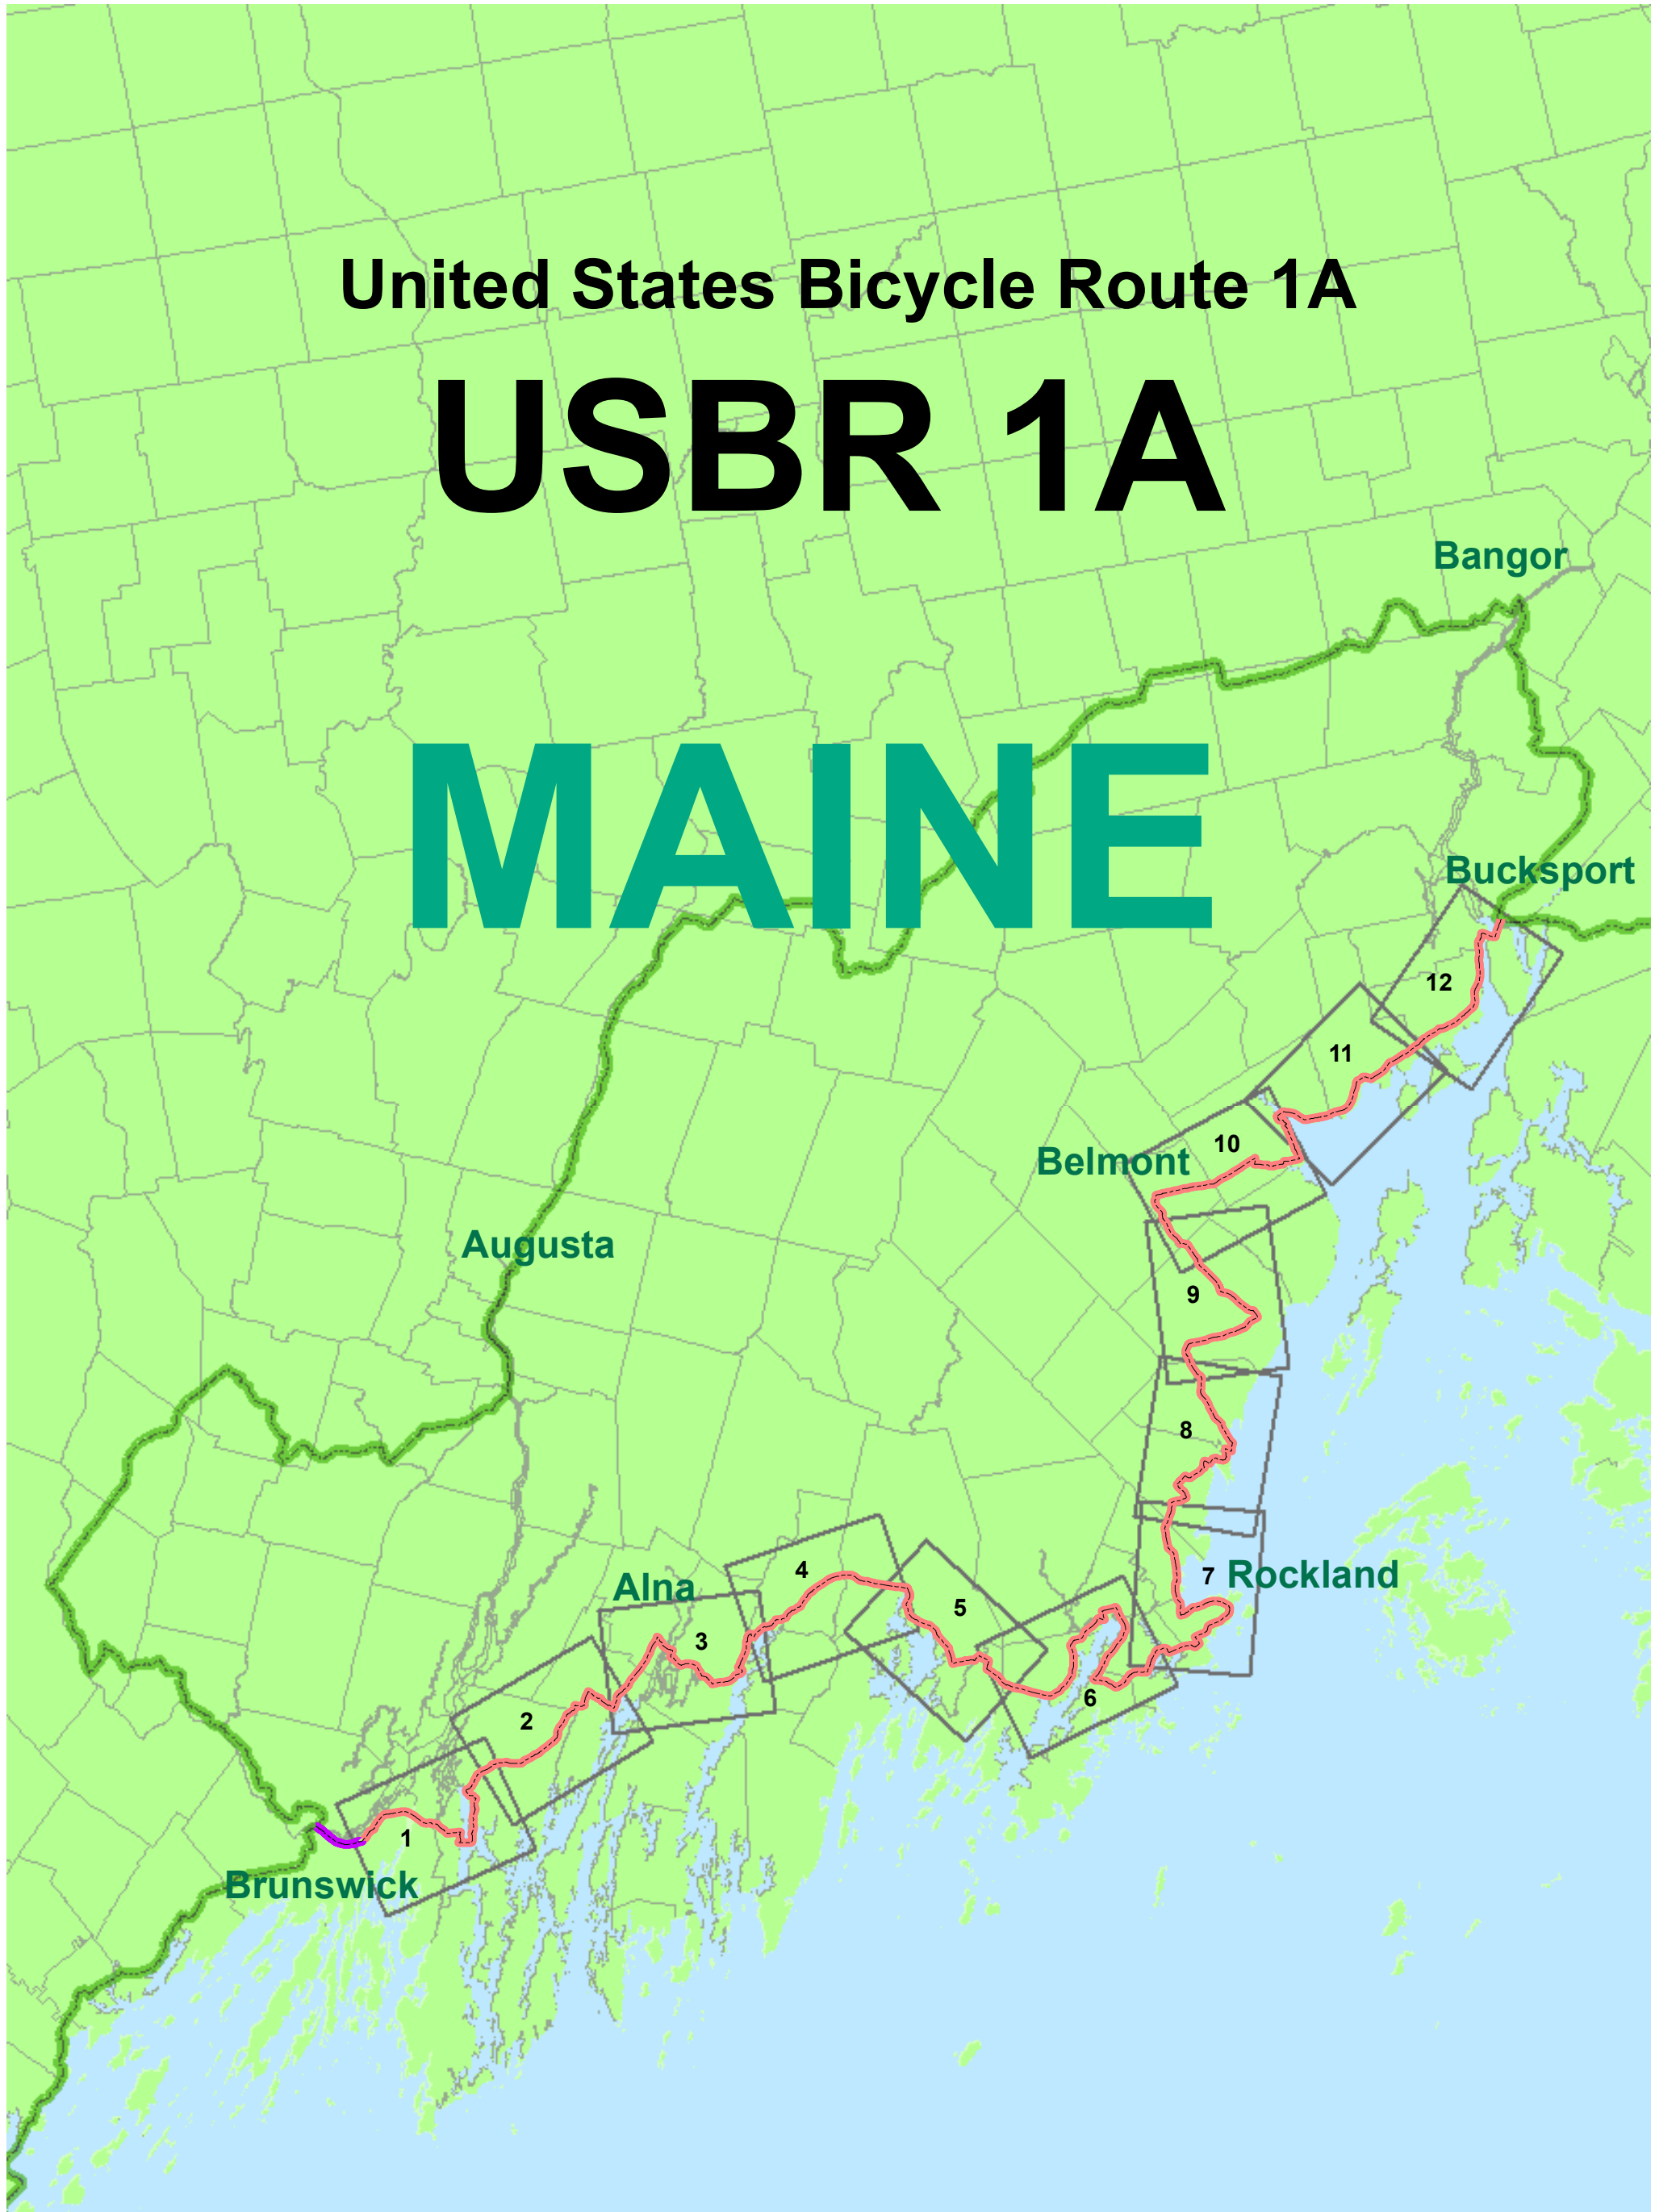 United States Bicycle Route 1A
USBR 1A
Bangor
MAINE
Bucksport
12
11
10
Belmont
Augusta
9
8
4
7
Rockland
Alna
5
3
6
2
1
Brunswick